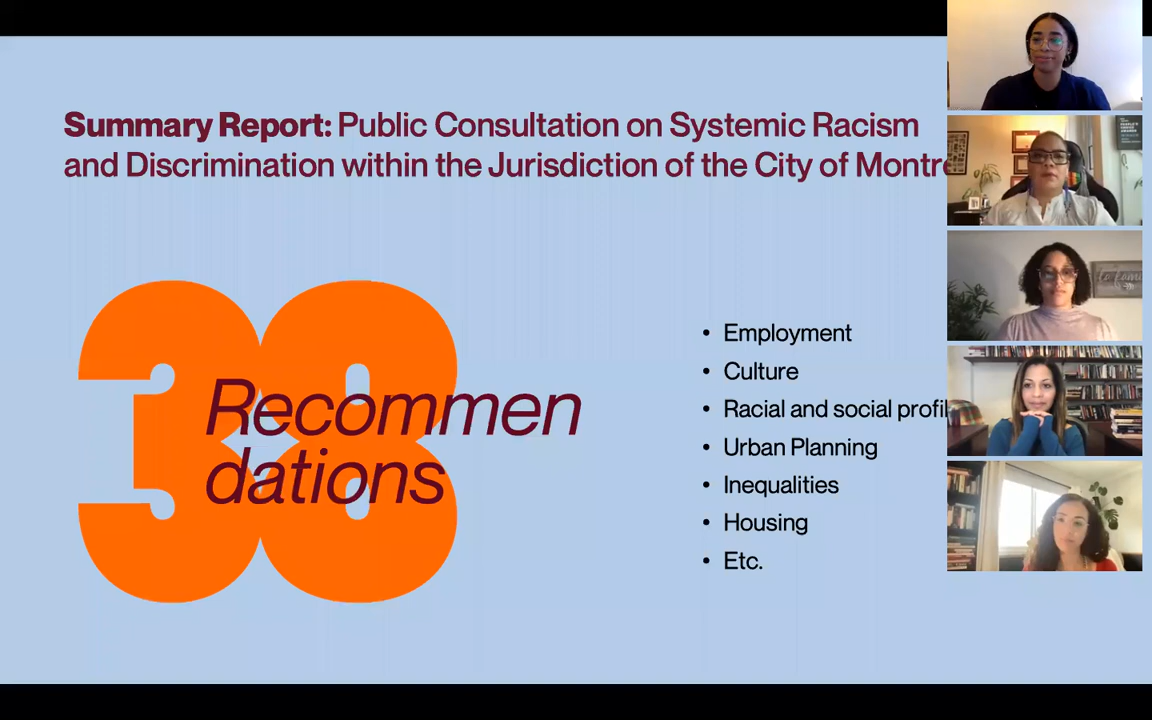 Summary Report: Public Consultation on Systemic Racism
and Discrimination within the Jurisdiction of the City of Montre
38
Recommen
dations
• Employment
• Culture
• Racial and social profil
• Urban Planning
• Inequalities
• Housing
• Etc.